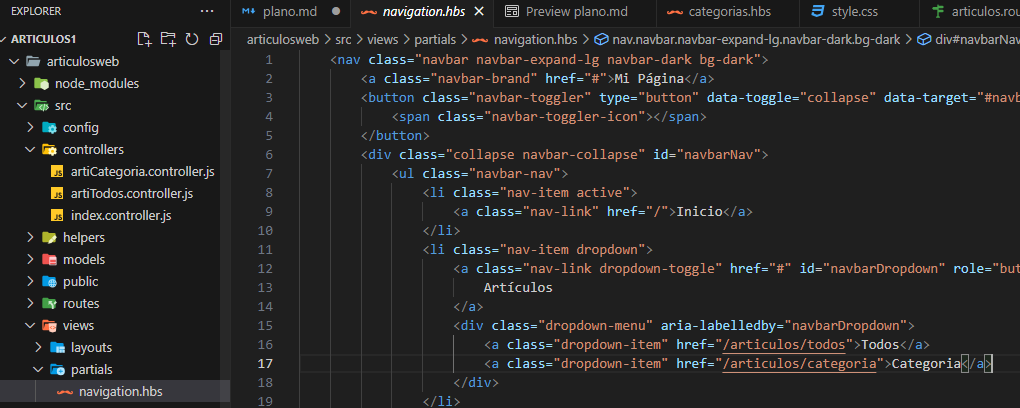 EXPLORER
···
ARTICULOS1
articulosweb
node_modules
src
config
controllers
JS artiCategoria.controller.js
JS artiTodos.controller.js
JS index.controller.js
helpers
models
public
routes
views
layouts
partials
navigation.hbs
plano.md
navigation.hbs
Preview plano.md
categorias.hbs
style.css
articulos.rou
articulosweb > src > views > partials > navigation.hbs > nav.navbar.navbar-expand-lg.navbar-dark.bg-dark > div#navbarNav
1 <nav class="navbar navbar-expand-lg navbar-dark bg-dark">
2 <a class="navbar-brand" href="#">Mi Página</a>
3 <button class="navbar-toggler" type="button" data-toggle="collapse" data-target="#navb
4 <span class="navbar-toggler-icon"></span>
5 </button>
6 <div class="collapse navbar-collapse" id="navbarNav">
7 <ul class="navbar-nav">
8 <li class="nav-item active">
9 <a class="nav-link" href="/">Inicio</a>
10 </li>
11 <li class="nav-item dropdown">
12 <a class="nav-link dropdown-toggle" href="#" id="navbarDropdown" role="but
13 Artículos
14 </a>
15 <div class="dropdown-menu" aria-labelledby="navbarDropdown">
16 <a class="dropdown-item" href="/articulos/todos">Todos</a>
17 <a class="dropdown-item" href="/articulos/categoria">Categoria</a>
18 </div>
19 </li>